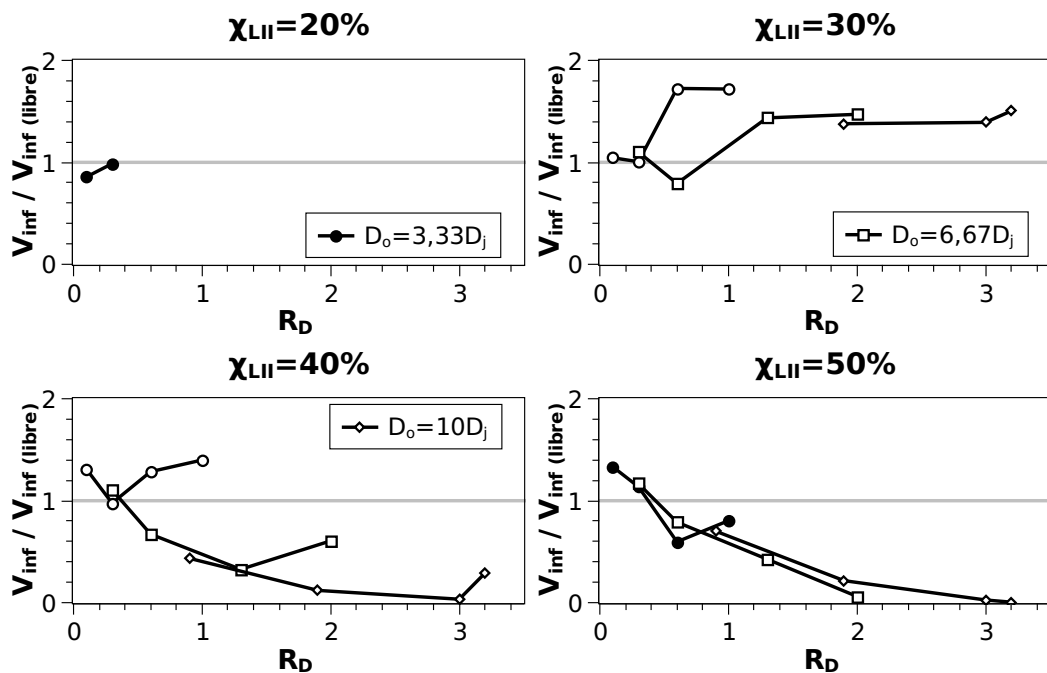 χLII=20%
2
1
0
Vinf / Vinf (libre)
Do=3,33Dj
0 1 2 3
RD
χLII=30%
2
1
0
Vinf / Vinf (libre)
Do=6,67Dj
0 1 2 3
RD
χLII=40%
2
1
0
Vinf / Vinf (libre)
Do=10Dj
0 1 2 3
RD
χLII=50%
2
1
0
Vinf / Vinf (libre)
0 1 2 3
RD